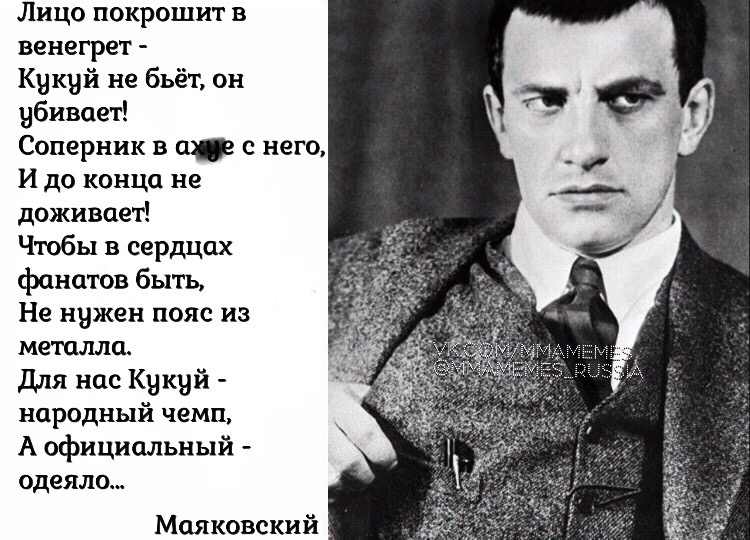 Лицо покрошит в
венегрет -
Кукуй не бьёт, он
убивает!
Соперник в ахуе с него,
И до конца не
доживает!
Чтобы в сердцах
фанатов быть,
Не нужен пояс из
металла.
Для нас Кукуй -
народный чемп,
А официальный -
одеяло...
Маяковский
VK.COM/MMAMEMES
@MMAMEMES_RUSSIA